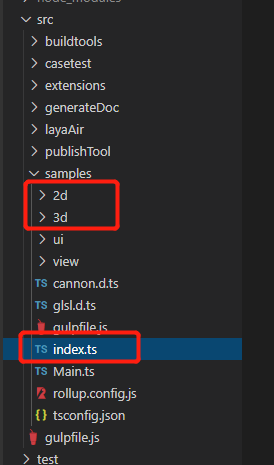 node_modules
src
buildtools
casetest
extensions
generateDoc
layaAir
publishTool
samples
2d
3d
ui
view
TS cannon.d.ts
TS glsl.d.ts
gulpfile.js
TS index.ts
TS Main.ts
rollup.config.js
{} tsconfig.json
gulpfile.js
test